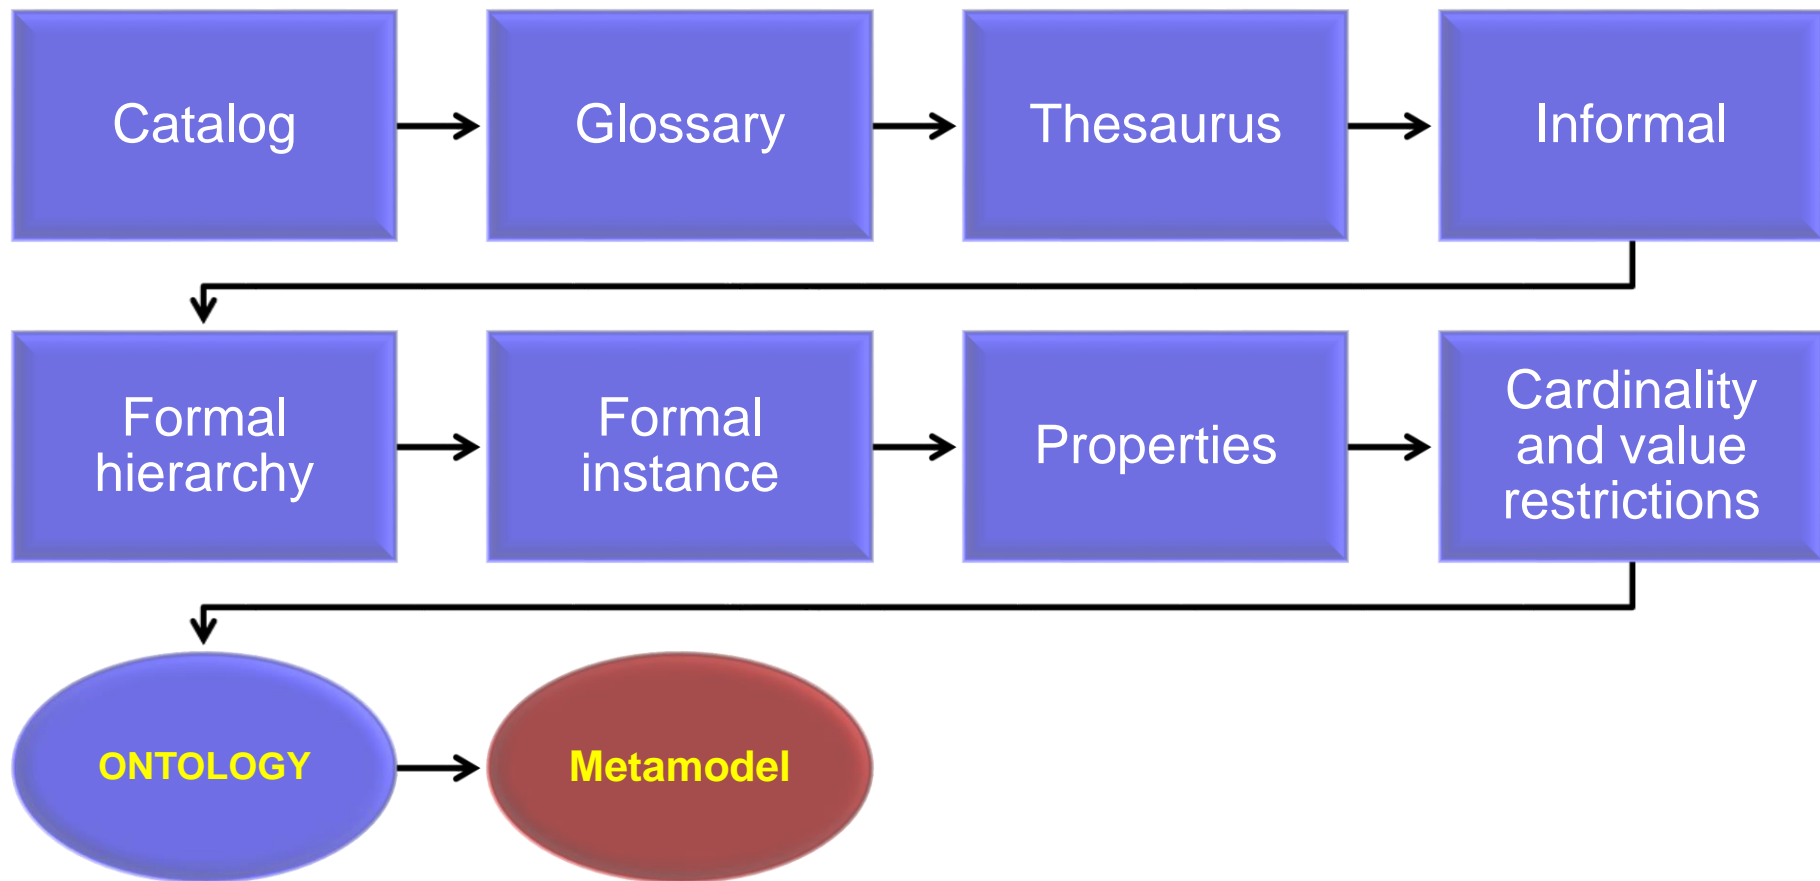 Catalog
Glossary
Thesaurus
Informal
Formal
hierarchy
Formal
instance
Properties
Cardinality
and value
restrictions
ONTOLOGY
Metamodel